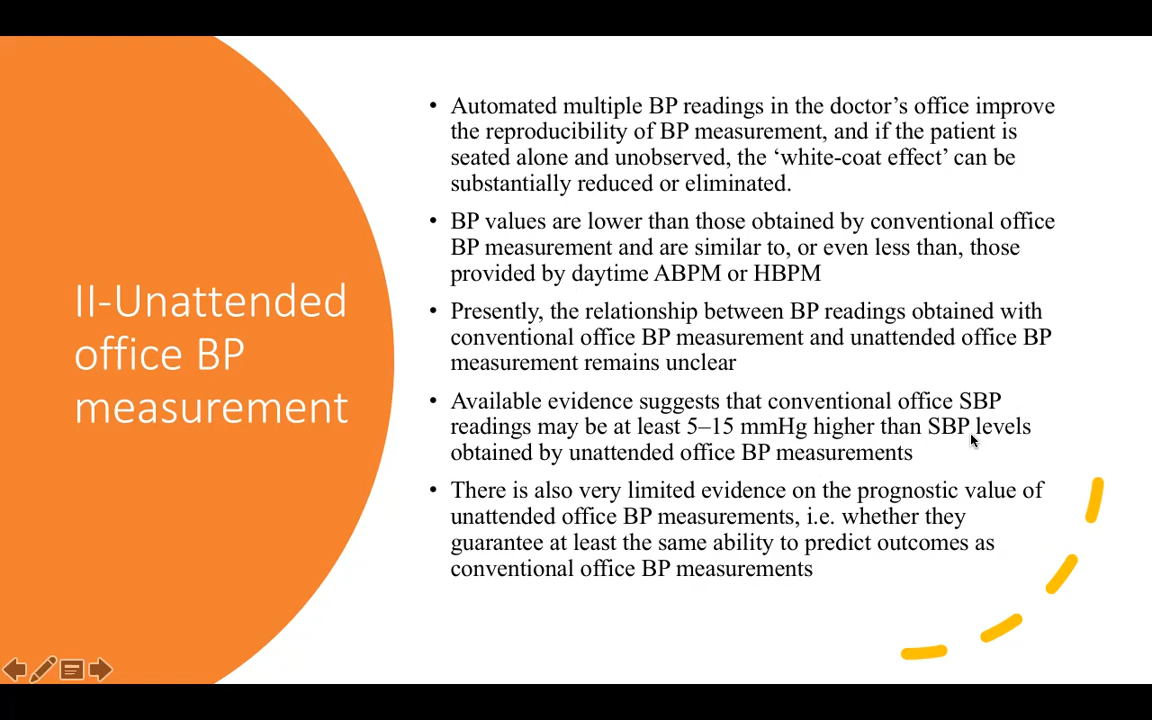 II-Unattended
office BP
measurement
• Automated multiple BP readings in the doctor’s office improve
the reproducibility of BP measurement, and if the patient is
seated alone and unobserved, the ‘white-coat effect’ can be
substantially reduced or eliminated.
• BP values are lower than those obtained by conventional office
BP measurement and are similar to, or even less than, those
provided by daytime ABPM or HBPM
• Presently, the relationship between BP readings obtained with
conventional office BP measurement and unattended office BP
measurement remains unclear
• Available evidence suggests that conventional office SBP
readings may be at least 5–15 mmHg higher than SBP levels
obtained by unattended office BP measurements
• There is also very limited evidence on the prognostic value of
unattended office BP measurements, i.e. whether they
guarantee at least the same ability to predict outcomes as
conventional office BP measurements